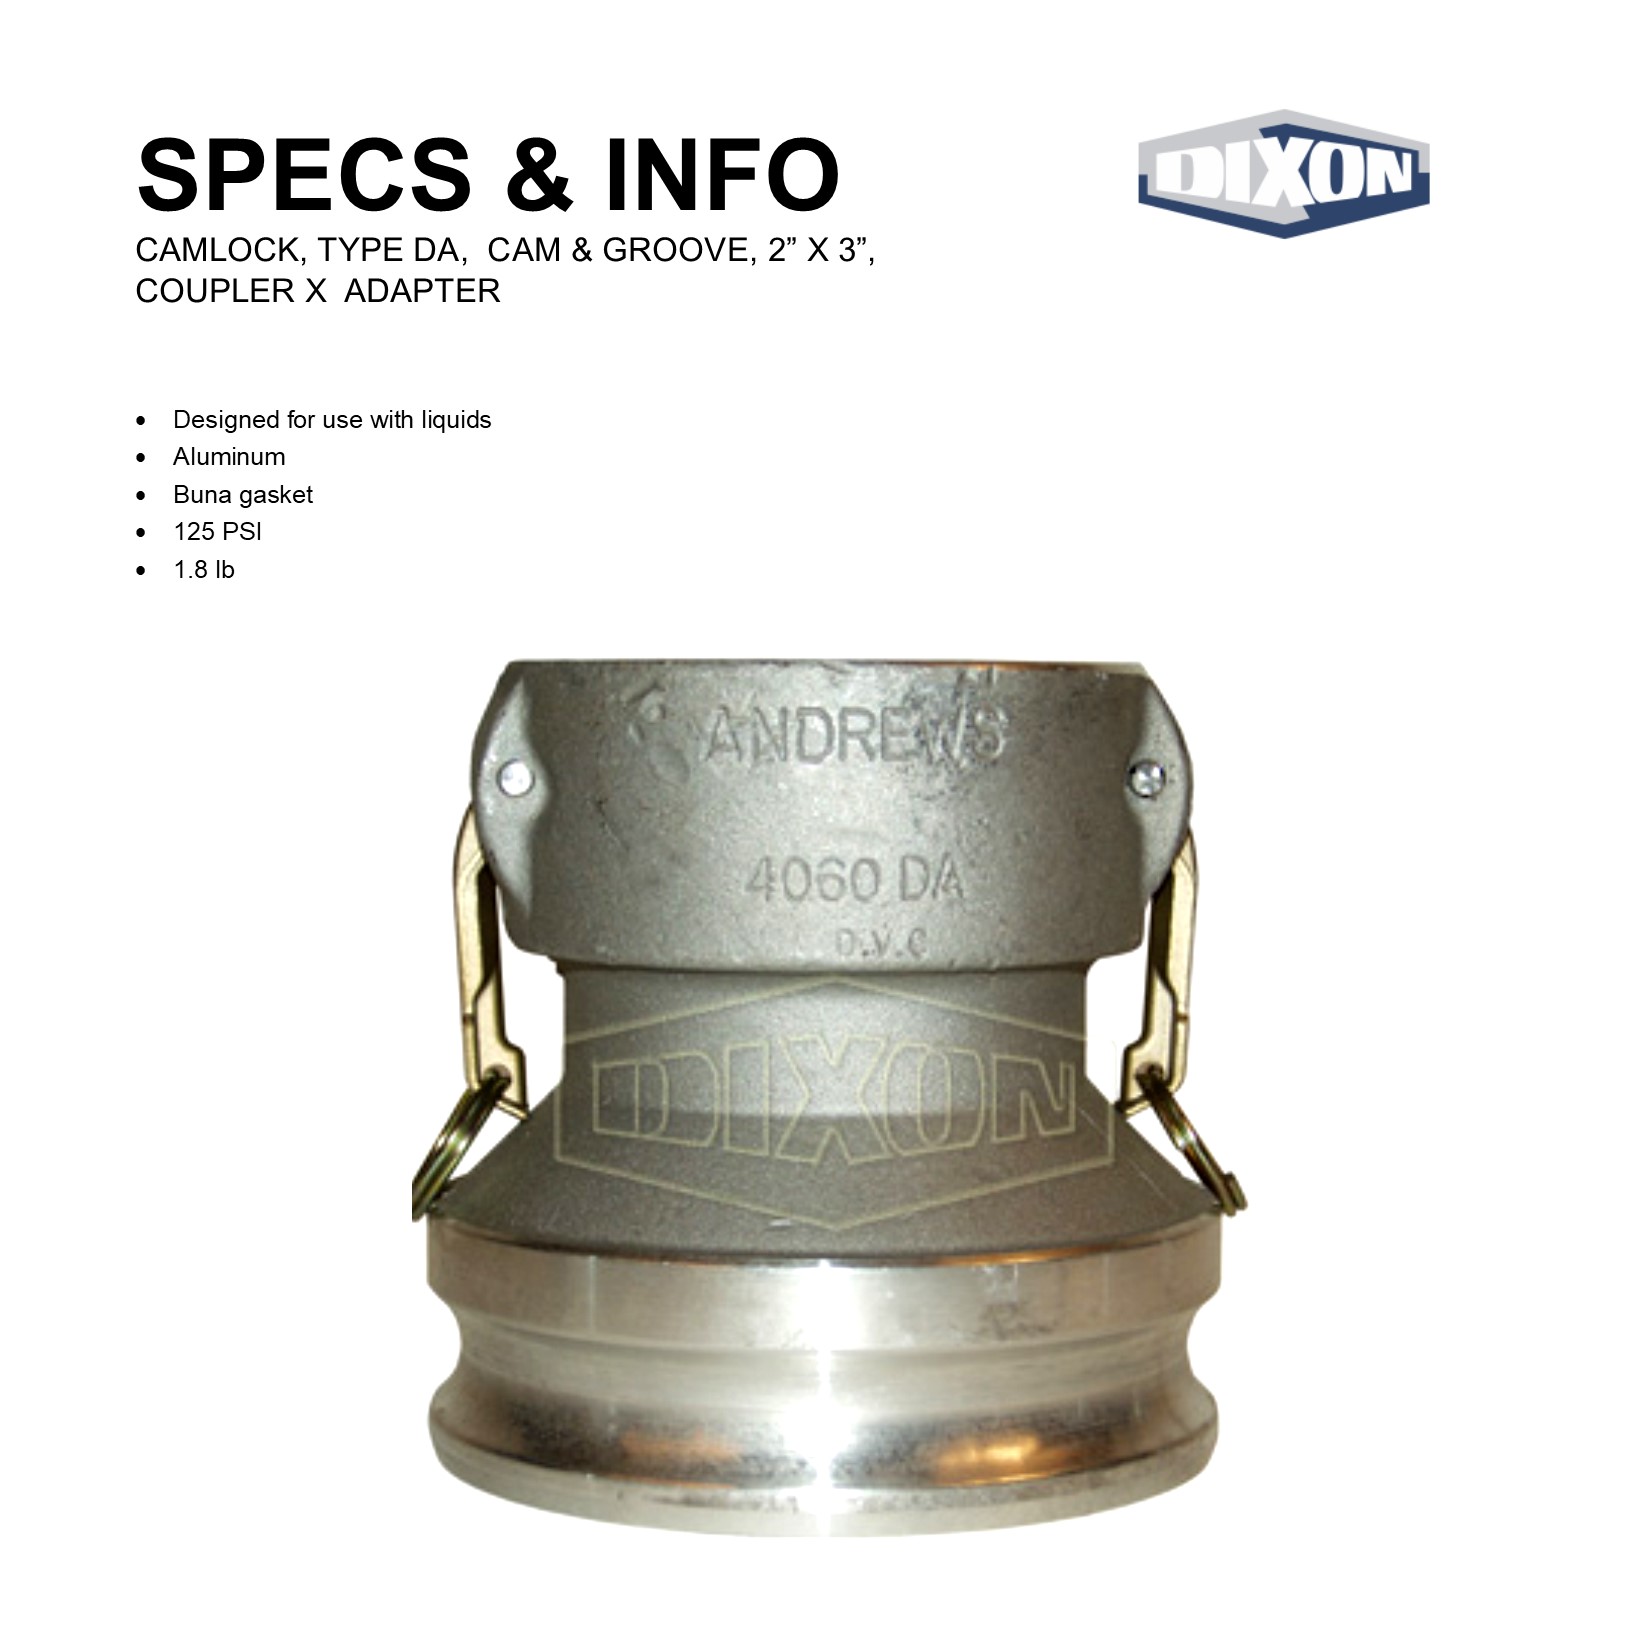 SPECS & INFO
DIXON
CAMLOCK, TYPE DA, CAM & GROOVE, 2” X 3”,
COUPLER X ADAPTER
• Designed for use with liquids
• Aluminum
• Buna gasket
• 125 PSI
• 1.8 lb
ANDREWS
4060 DA
D.V.C
DIXON